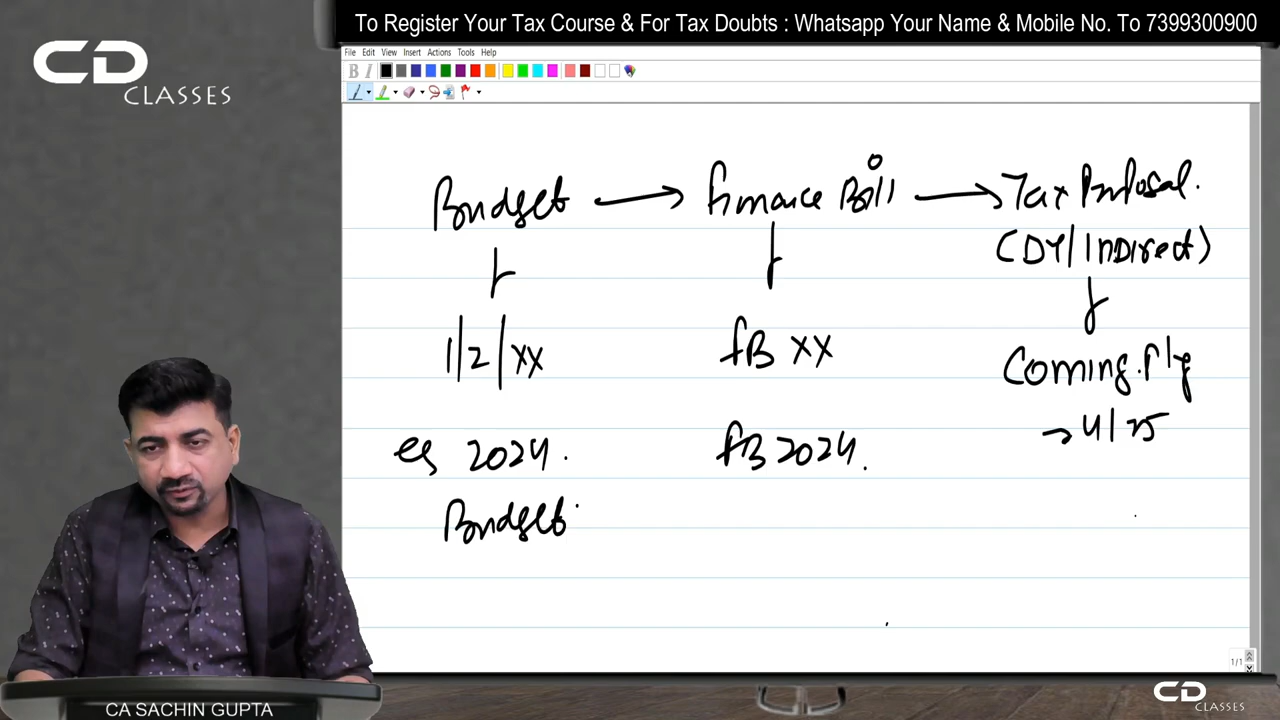 To Register Your Tax Course & For Tax Doubts : Whatsapp Your Name & Mobile No. To 7399300900
CD
CLASSES
File Edit View Insert Actions Tools Help
B I
Budget → Finance Bill → Tax Proposal.
(DT/Indirect)
1/2/XX FB XX Coming.
→ 4/25
eg 2024. FB 2024.
Budget
1/1
CA SACHIN GUPTA
CD
CLASSES